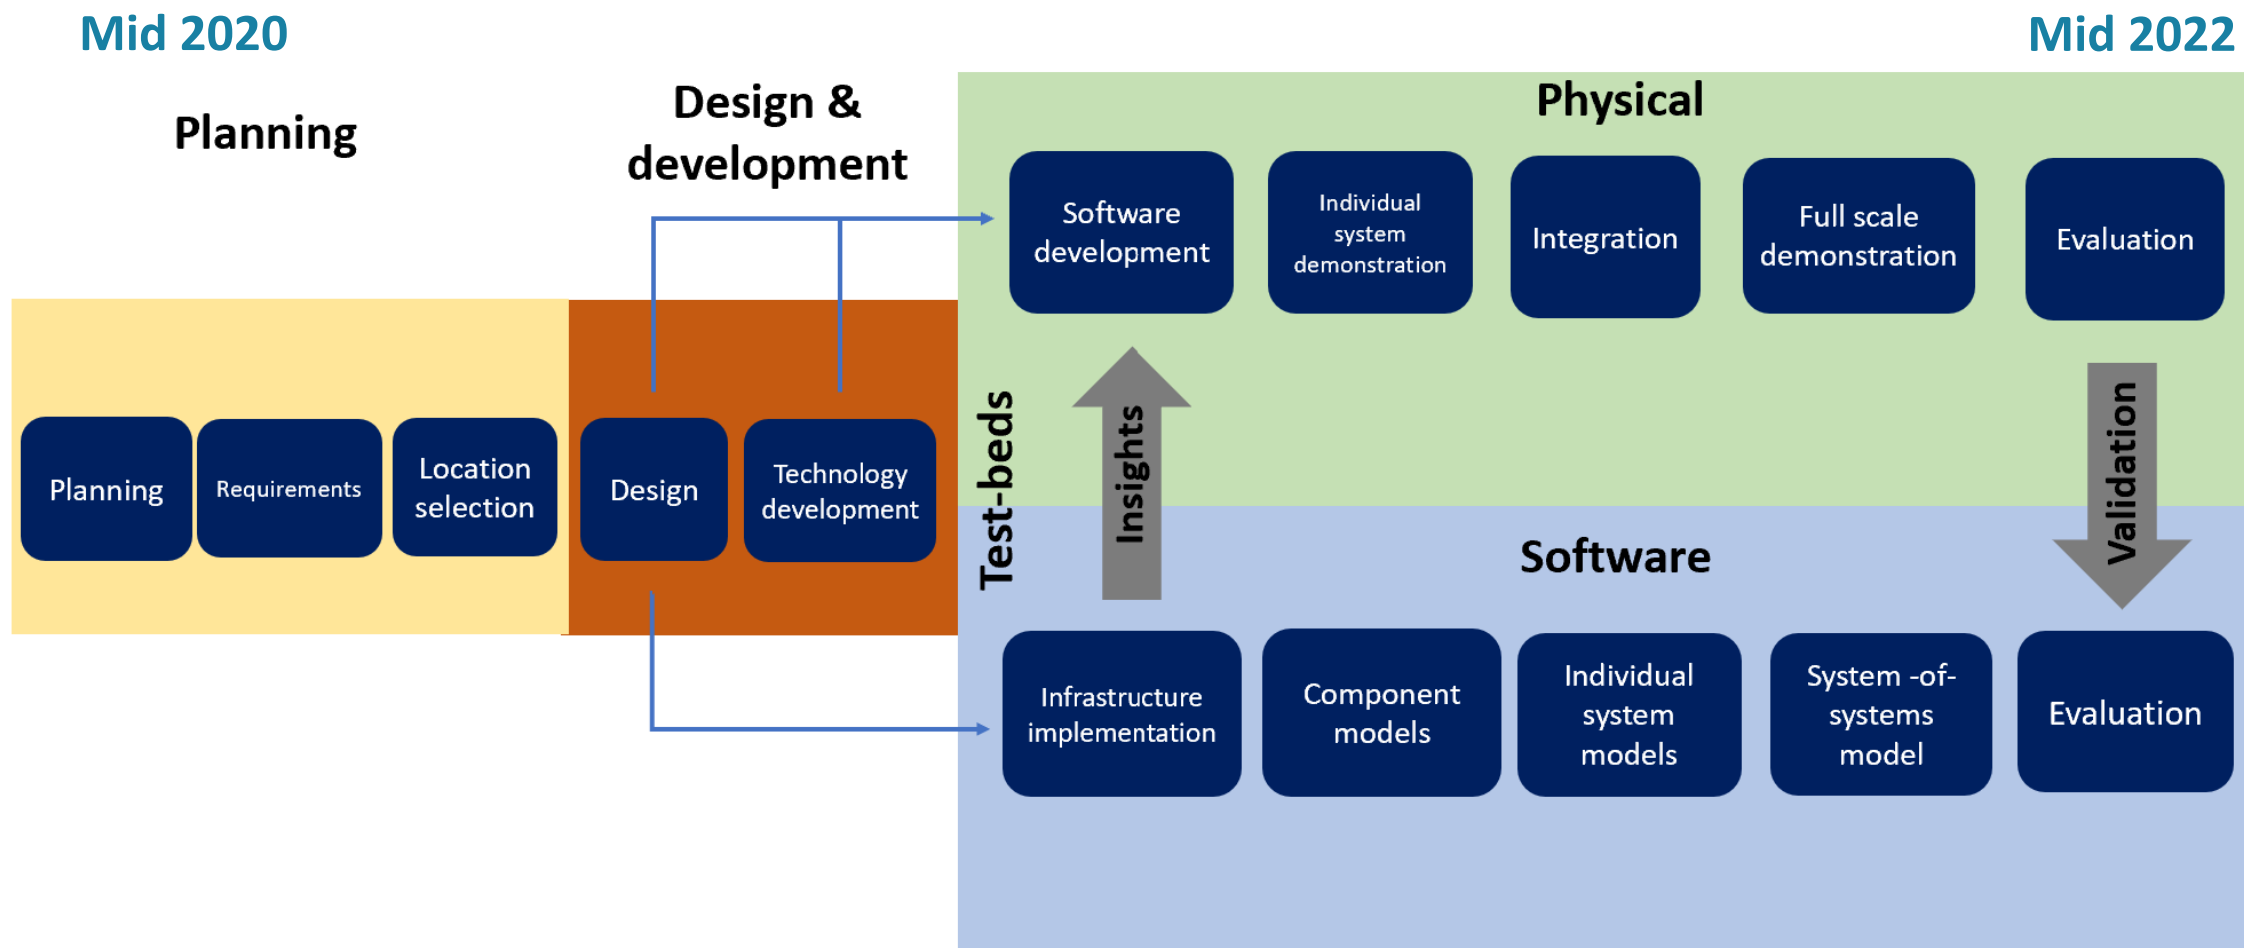 Mid 2020
Mid 2022
Planning
Design &
development
Physical
Software
development
Individual
system
demonstration
Integration
Full scale
demonstration
Evaluation
Planning
Requirements
Location
selection
Design
Technology
development
Test-beds
Insights
Validation
Software
Infrastructure
implementation
Component
models
Individual
system
models
System -of-
systems
model
Evaluation